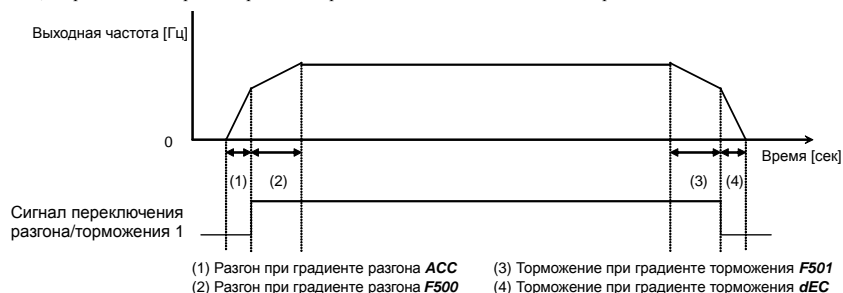 Выходная частота [Гц]
0
Время [сек]
(1) (2) (3) (4)
Сигнал переключения
разгона/торможения 1
(1) Разгон при градиенте разгона ACC (3) Торможение при градиенте торможения F501
(2) Разгон при градиенте разгона F500 (4) Торможение при градиенте торможения dEC